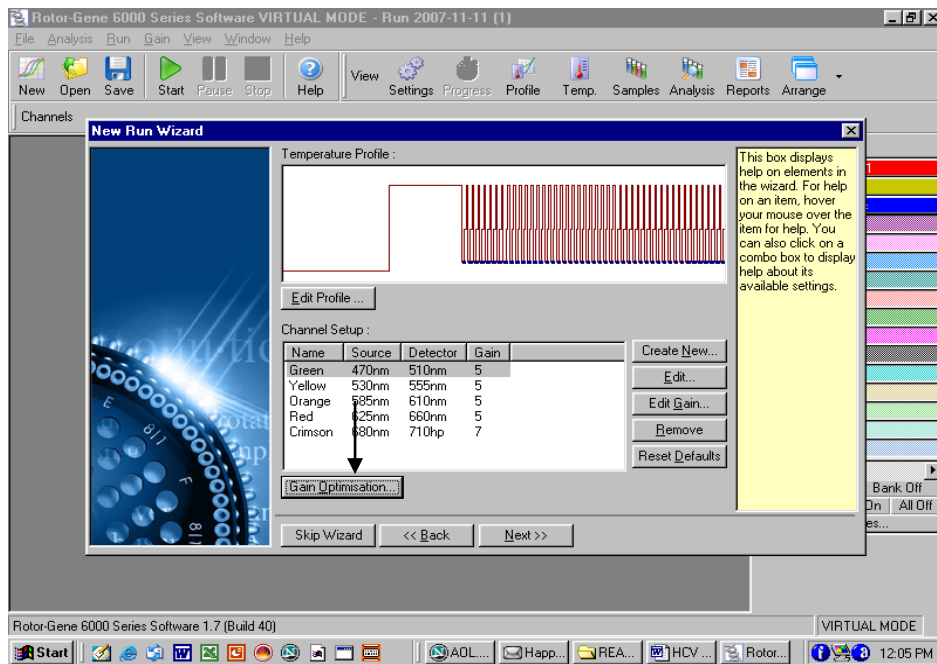 Rotor-Gene 6000 Series Software VIRTUAL MODE - Run 2007-11-11 (1)
File Analysis Run Gain View Window Help
New Open Save Start Pause Stop Help View Settings Progress Profile Temp. Samples Analysis Reports Arrange
Channels
New Run Wizard
Temperature Profile :
This box displays
help on elements in
the wizard. For help
on an item, hover
your mouse over the
item for help. You
can also click on a
combo box to display
help about its
available settings.
Edit Profile ...
Channel Setup :
Name Source Detector Gain
Green 470nm 510nm 5
Yellow 530nm 555nm 5
Orange 585nm 610nm 5
Red 625nm 660nm 5
Crimson 680nm 710hp 7
Create New...
Edit...
Edit Gain...
Remove
Reset Defaults
Gain Optimisation...
Skip Wizard << Back Next >>
Bank Off
On All Off
es...
Rotor-Gene 6000 Series Software 1.7 (Build 40) VIRTUAL MODE
Start AOL.... Happ... REA... HCV ... Rotor... 12:05 PM